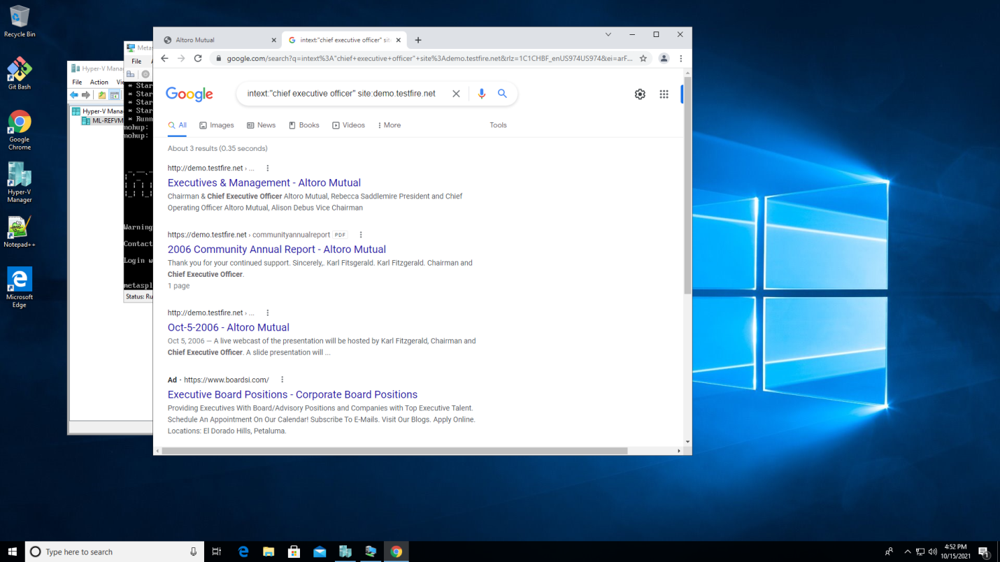 Recycle Bin
Git Bash
Google Chrome
Hyper-V Manager
Notepad++
Microsoft Edge
Hyper-V
File Action
Hyper-V
ML-REFVM
File
* Star
* Star
* Star
* Star
* Runn
nohup:
nohup:
Warning
Contact
Login w
metaspl
Status: Ru
Altoro Mutual
intext:"chief executive officer" sit
google.com/search?q=intext%3A"chief+executive+officer"+site%3Ademo.testfire.net&rlz=1C1CHBF_enUS974US974&ei=arF...
Google
intext:"chief executive officer" site:demo.testfire.net
All Images News Books Videos More Tools
About 3 results (0.35 seconds)
http://demo.testfire.net › ...
Executives & Management - Altoro Mutual
Chairman & Chief Executive Officer Altoro Mutual, Rebecca Saddlemire President and Chief
Operating Officer Altoro Mutual, Alison Debus Vice Chairman
https://demo.testfire.net › communityannualreport PDF
2006 Community Annual Report - Altoro Mutual
Thank you for your continued support. Sincerely,. Karl Fitsgerald. Karl Fitzgerald. Chairman and
Chief Executive Officer.
1 page
http://demo.testfire.net › ...
Oct-5-2006 - Altoro Mutual
Oct 5, 2006 — A live webcast of the presentation will be hosted by Karl Fitzgerald, Chairman and
Chief Executive Officer. A slide presentation will ...
Ad · https://www.boardsi.com/
Executive Board Positions - Corporate Board Positions
Providing Executives With Board/Advisory Positions and Companies with Top Executive Talent.
Schedule An Appointment On Our Calendar! Subscribe To E-Mails. Visit Our Blogs. Apply Online.
Locations: El Dorado Hills, Petaluma.
Type here to search
4:52 PM
10/15/2021
1